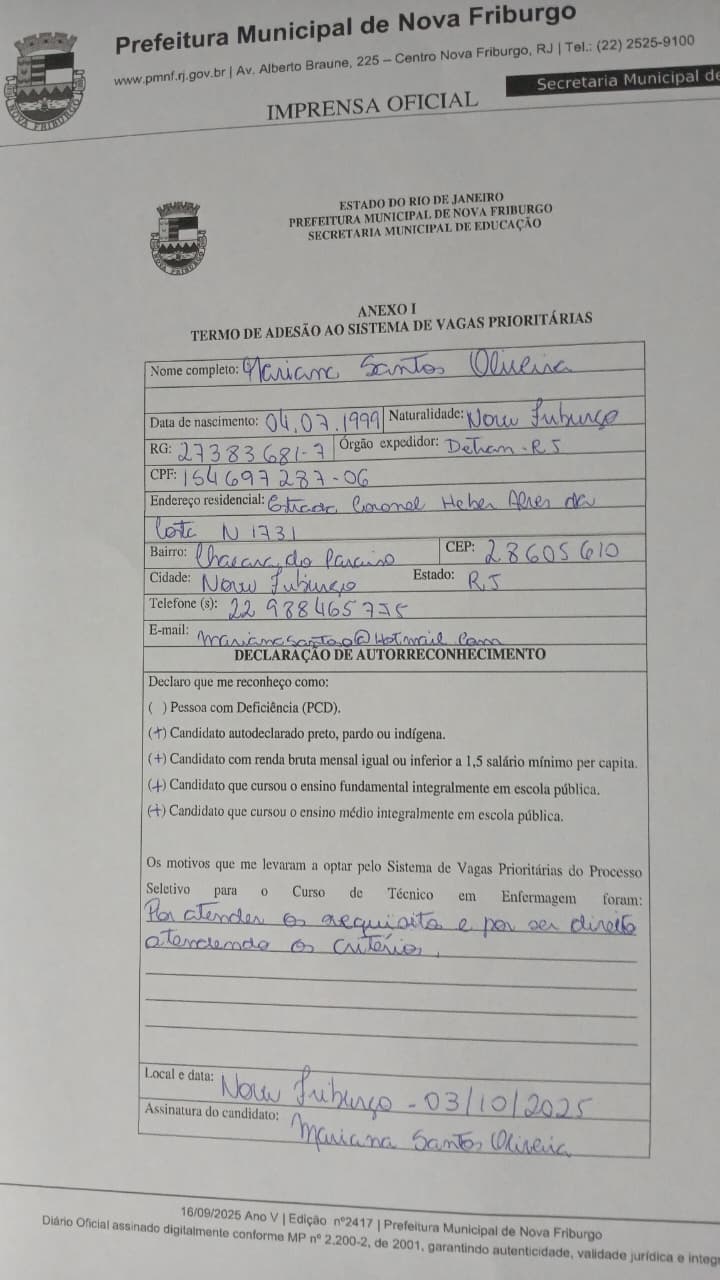 Prefeitura Municipal de Nova Friburgo
www.pmnf.rj.gov.br | Av. Alberto Braune, 225 – Centro Nova Friburgo, RJ | Tel.: (22) 2525-9100
Secretaria Municipal de
IMPRENSA OFICIAL
NOVA FRIBURGO
ESTADO DO RIO DE JANEIRO
PREFEITURA MUNICIPAL DE NOVA FRIBURGO
SECRETARIA MUNICIPAL DE EDUCAÇÃO
NOVA FRIBURGO
ANEXO I
TERMO DE ADESÃO AO SISTEMA DE VAGAS PRIORITÁRIAS
Nome completo: Mariana Santos Oliveira
Data de nascimento: 04.07.1999 Naturalidade: Nova Friburgo
RG: 27383681-7 Órgão expedidor: Detran-RJ
CPF: 154 697 287-06
Endereço residencial: Estrada Coronel Heber Alves da
Costa N 1731
Bairro: Chacara do Paraiso CEP: 28605610
Cidade: Nova Friburgo Estado: RJ
Telefone (s): 22 988465775
E-mail: @Hotmail.com
DECLARAÇÃO DE AUTORRECONHECIMENTO
Declaro que me reconheço como:
( ) Pessoa com Deficiência (PCD).
(+) Candidato autodeclarado preto, pardo ou indígena.
(+) Candidato com renda bruta mensal igual ou inferior a 1,5 salário mínimo per capita.
(+) Candidato que cursou o ensino fundamental integralmente em escola pública.
(+) Candidato que cursou o ensino médio integralmente em escola pública.
Os motivos que me levaram a optar pelo Sistema de Vagas Prioritárias do Processo
Seletivo para o Curso de Técnico em Enfermagem foram:
Por atender os requisito e por ser direito
atendendo os critérios.
Local e data: Nova Friburgo - 03/10/2025
Assinatura do candidato: Mariana Santos Oliveira
16/09/2025 Ano V | Edição nº2417 | Prefeitura Municipal de Nova Friburgo
Diário Oficial assinado digitalmente conforme MP nº 2.200-2, de 2001, garantindo autenticidade, validade jurídica e integ